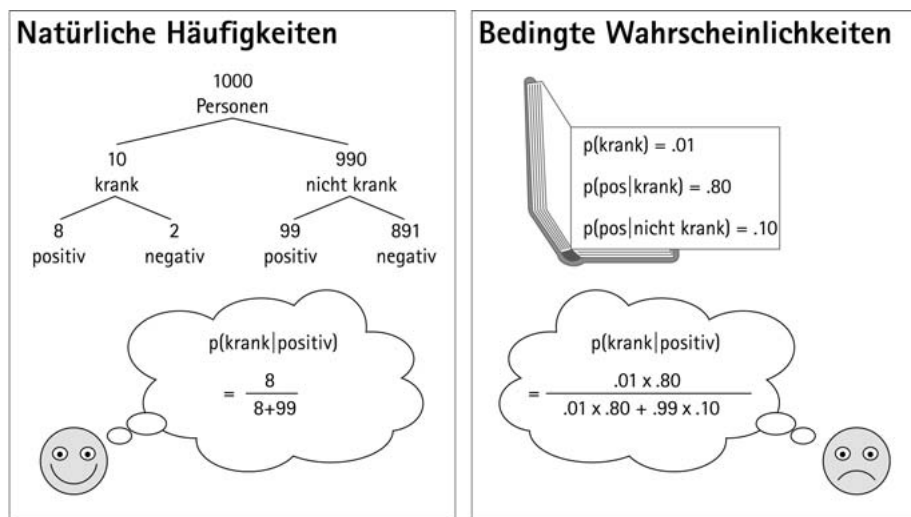 Natürliche Häufigkeiten
1000
Personen
10 990
krank nicht krank
8 2 99 891
positiv negativ positiv negativ
p(krank|positiv)
= 8
8+99
Bedingte Wahrscheinlichkeiten
p(krank) = .01
p(pos|krank) = .80
p(pos|nicht krank) = .10
p(krank|positiv)
= .01 x .80
.01 x .80 + .99 x .10